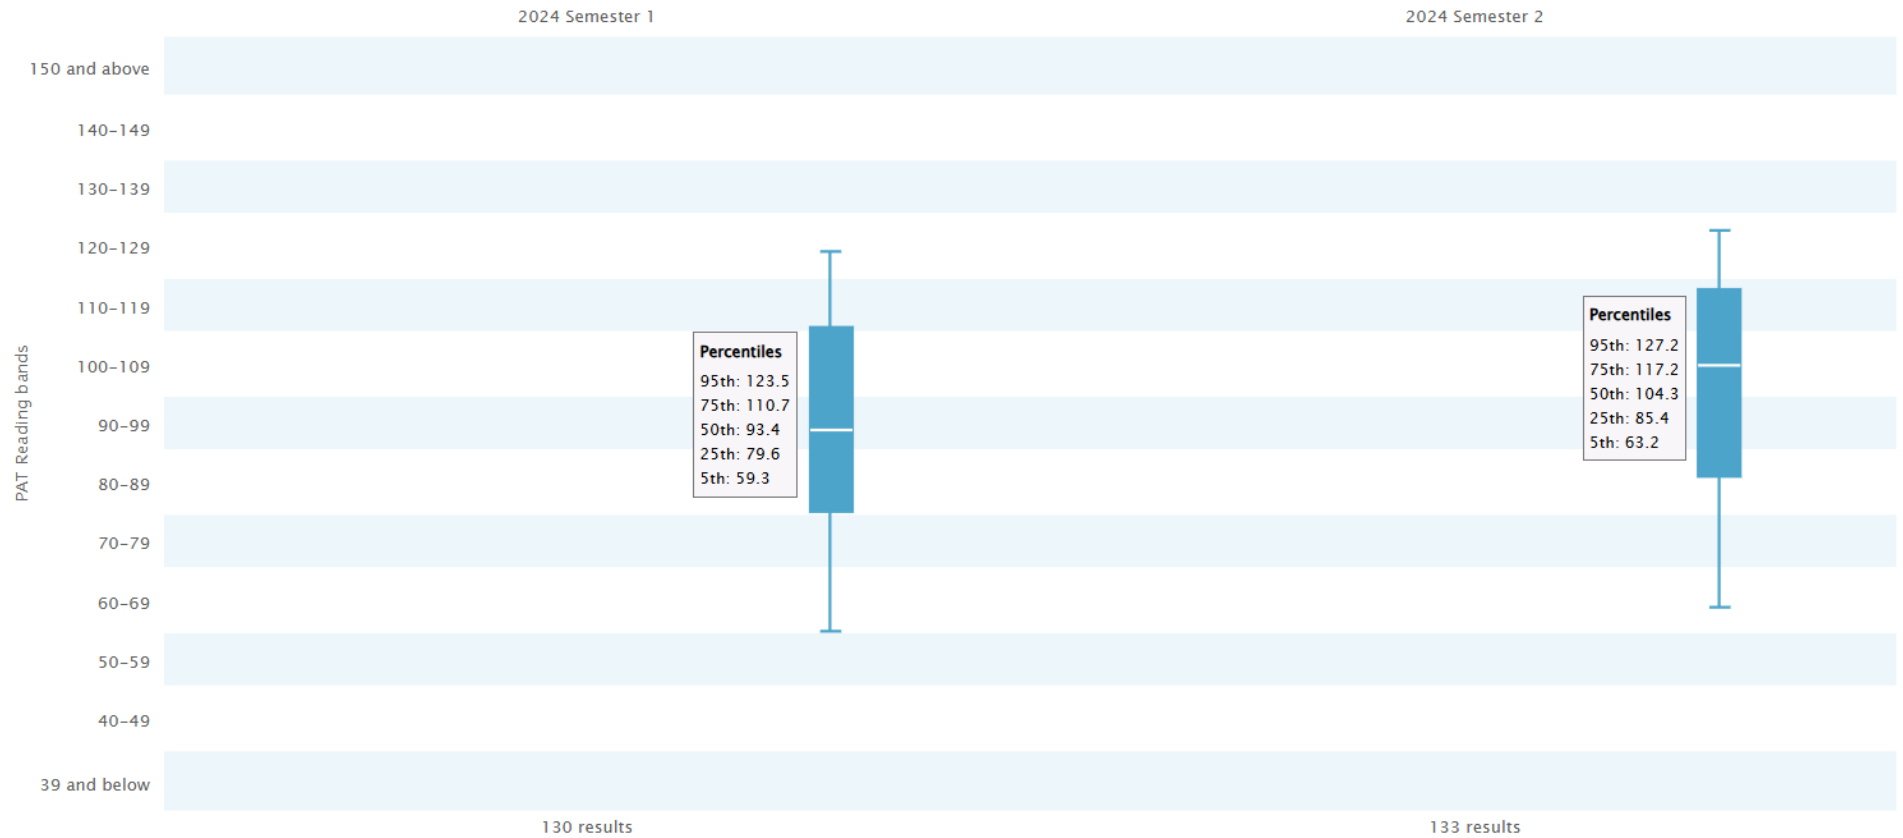 2024 Semester 1
2024 Semester 2
PAT Reading bands
150 and above
140–149
130–139
120–129
110–119
100–109
90–99
80–89
70–79
60–69
50–59
40–49
39 and below
Percentiles
95th: 123.5
75th: 110.7
50th: 93.4
25th: 79.6
5th: 59.3
Percentiles
95th: 127.2
75th: 117.2
50th: 104.3
25th: 85.4
5th: 63.2
130 results
133 results